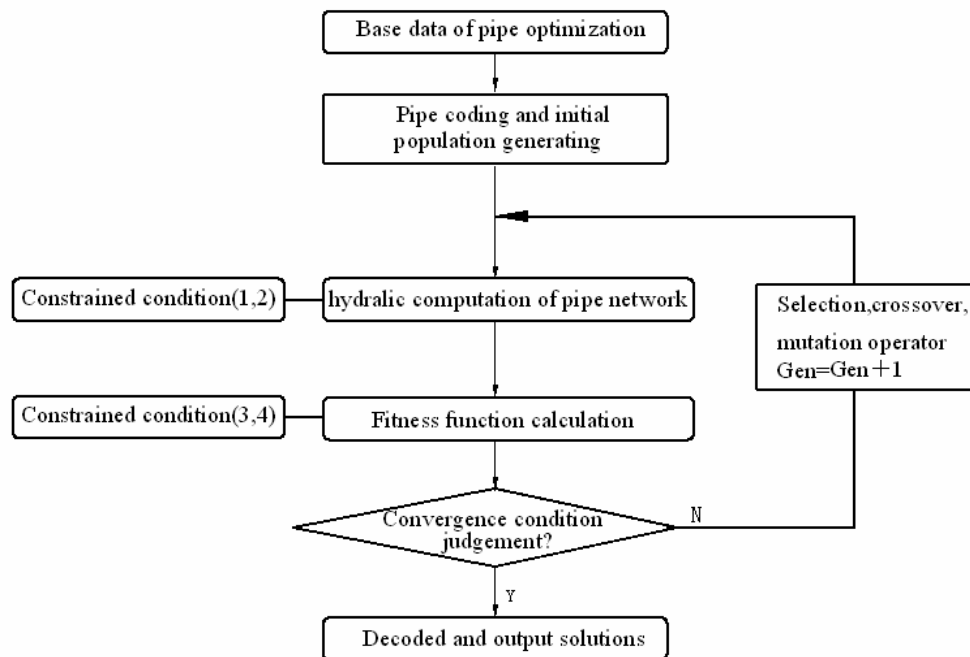 Base data of pipe optimization
Pipe coding and initial
population generating
Constrained condition(1,2)
hydralic computation of pipe network
Selection,crossover,
mutation operator
Gen=Gen+1
Constrained condition(3,4)
Fitness function calculation
Convergence condition
judgement?
N
Y
Decoded and output solutions